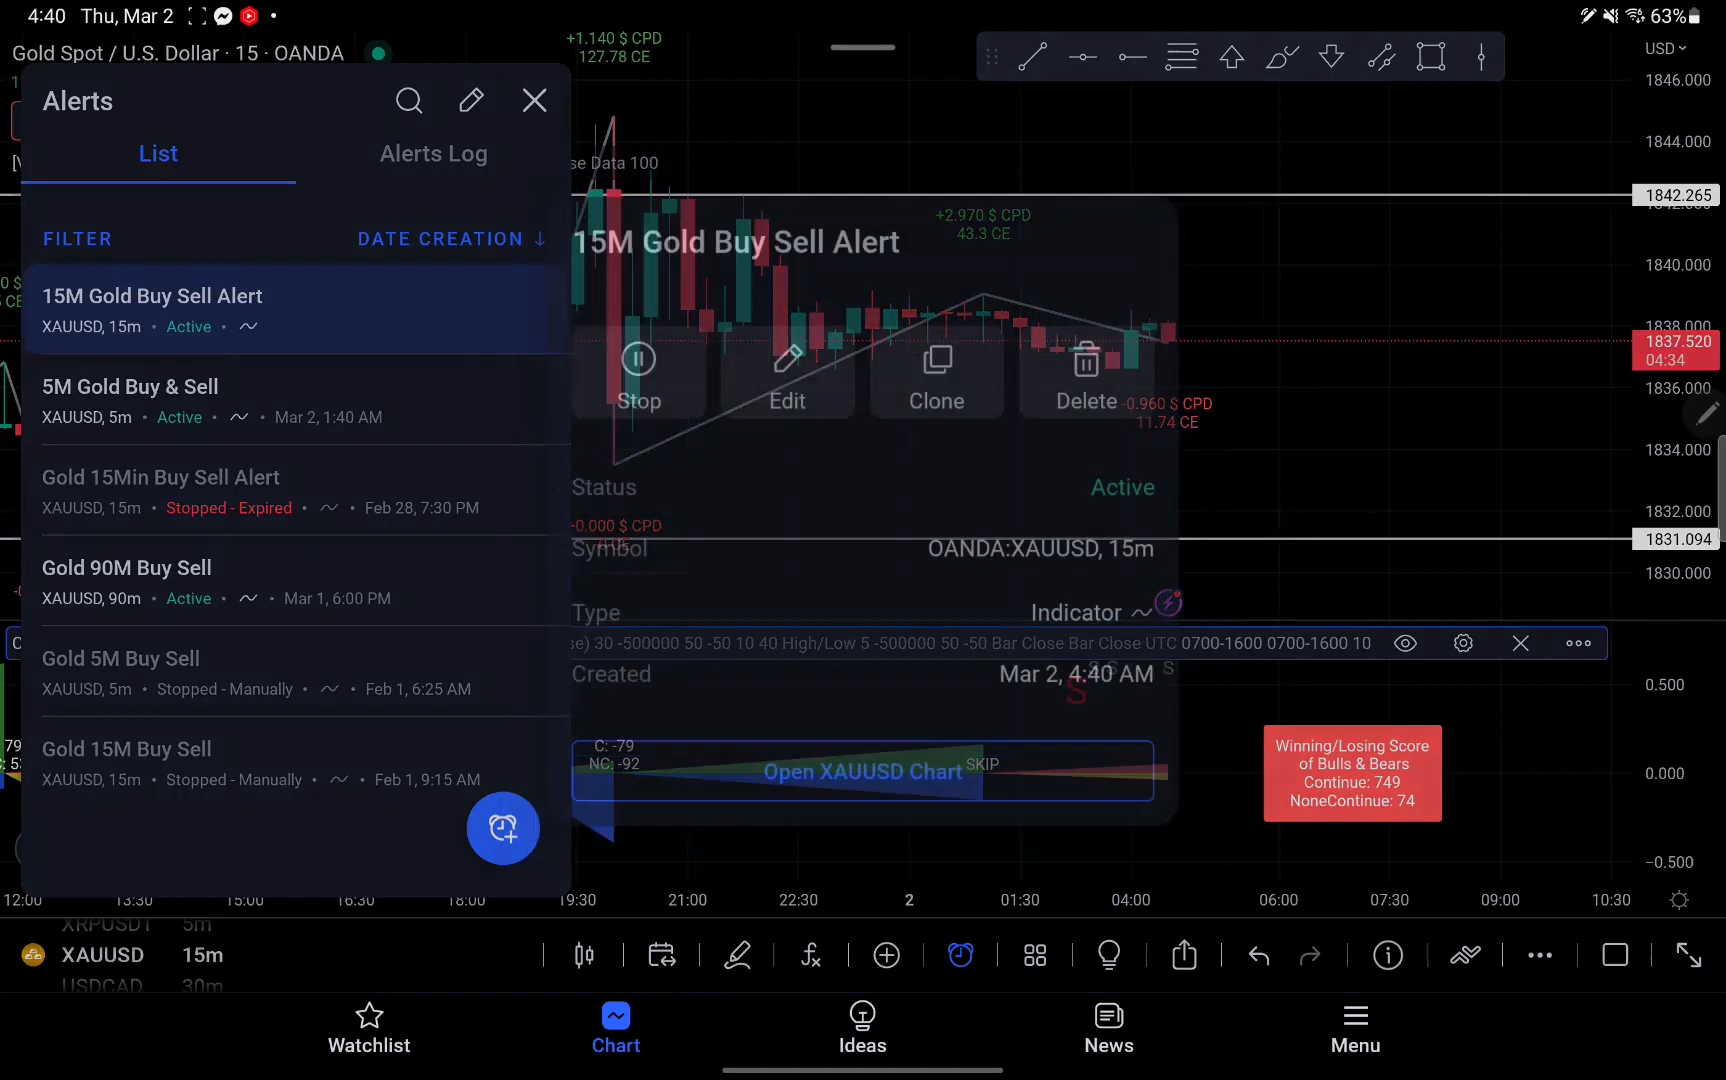 4:40 Thu, Mar 2
63%
Gold Spot / U.S. Dollar · 15 · OANDA
+1.140 $ CPD
127.78 CE
USD
Alerts
List
Alerts Log
FILTER
DATE CREATION ↓
15M Gold Buy Sell Alert
XAUUSD, 15m • Active •
5M Gold Buy & Sell
XAUUSD, 5m • Active • • Mar 2, 1:40 AM
Gold 15Min Buy Sell Alert
XAUUSD, 15m • Stopped - Expired • • Feb 28, 7:30 PM
Gold 90M Buy Sell
XAUUSD, 90m • Active • • Mar 1, 6:00 PM
Gold 5M Buy Sell
XAUUSD, 5m • Stopped - Manually • • Feb 1, 6:25 AM
Gold 15M Buy Sell
XAUUSD, 15m • Stopped - Manually • • Feb 1, 9:15 AM
se Data 100
+2.970 $ CPD
43.3 CE
15M Gold Buy Sell Alert
Stop
Edit
Clone
Delete
-0.960 $ CPD
11.74 CE
Status
Active
+0.000 $ CPD
Symbol
OANDA:XAUUSD, 15m
Type
Indicator
se) 30 -500000 50 -50 10 40 High/Low 5 -500000 50 -50 Bar Close Bar Close UTC 0700-1600 0700-1600 10
Created
Mar 2, 4:40 AM
S
S
S
S
C: -79
NC: -92
Open XAUUSD Chart
SKIP
Winning/Losing Score
of Bulls & Bears
Continue: 749
NoneContinue: 74
1846.000
1844.000
1842.265
1840.000
1838.000
1837.520
04:34
1836.000
1834.000
1832.000
1831.094
1830.000
0.500
0.000
−0.500
12:00
13:30
15:00
16:30
18:00
19:30
21:00
22:30
2
01:30
04:00
06:00
07:30
09:00
10:30
XRPUSDT 5m
XAUUSD 15m
USDCAD 30m
Watchlist
Chart
Ideas
News
Menu